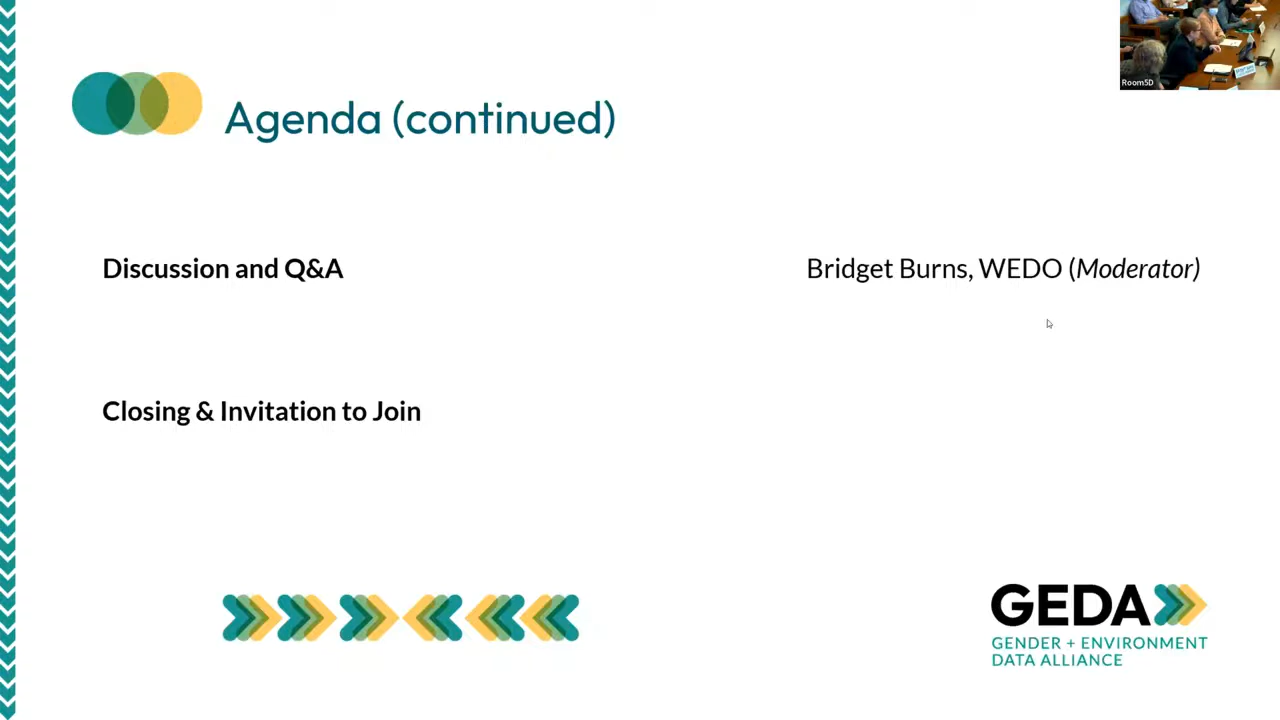 Room5D
Agenda (continued)
Discussion and Q&A
Bridget Burns, WEDO (Moderator)
Closing & Invitation to Join
GEDA
GENDER + ENVIRONMENT
DATA ALLIANCE